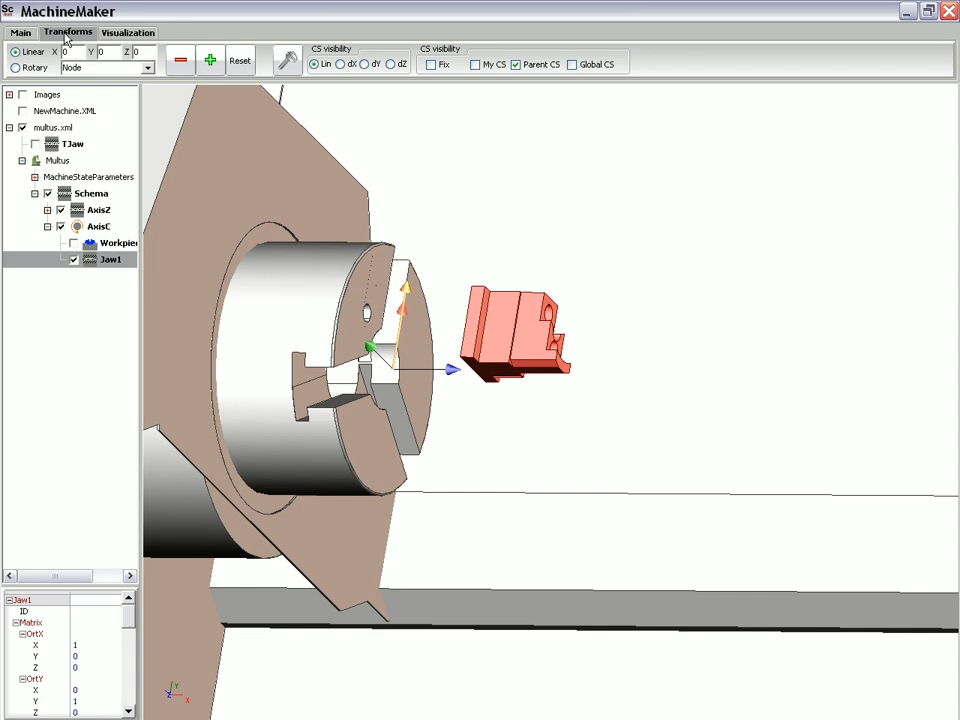 Sc MachineMaker
Main Transforms Visualization
Linear X 0 Y 0 Z 0
Rotary Node
Reset
CS visibility
Lin dX dY dZ
CS visibility
Fix My CS Parent CS Global CS
Images
NewMachine.XML
multus.xml
TJaw
Multus
MachineStateParameters
Schema
AxisZ
AxisC
Workpie
Jaw1
Jaw1
ID
Matrix
OrtX
X 1
Y 0
Z 0
OrtY
X 0
Y 1
Z 0
Y
Z X